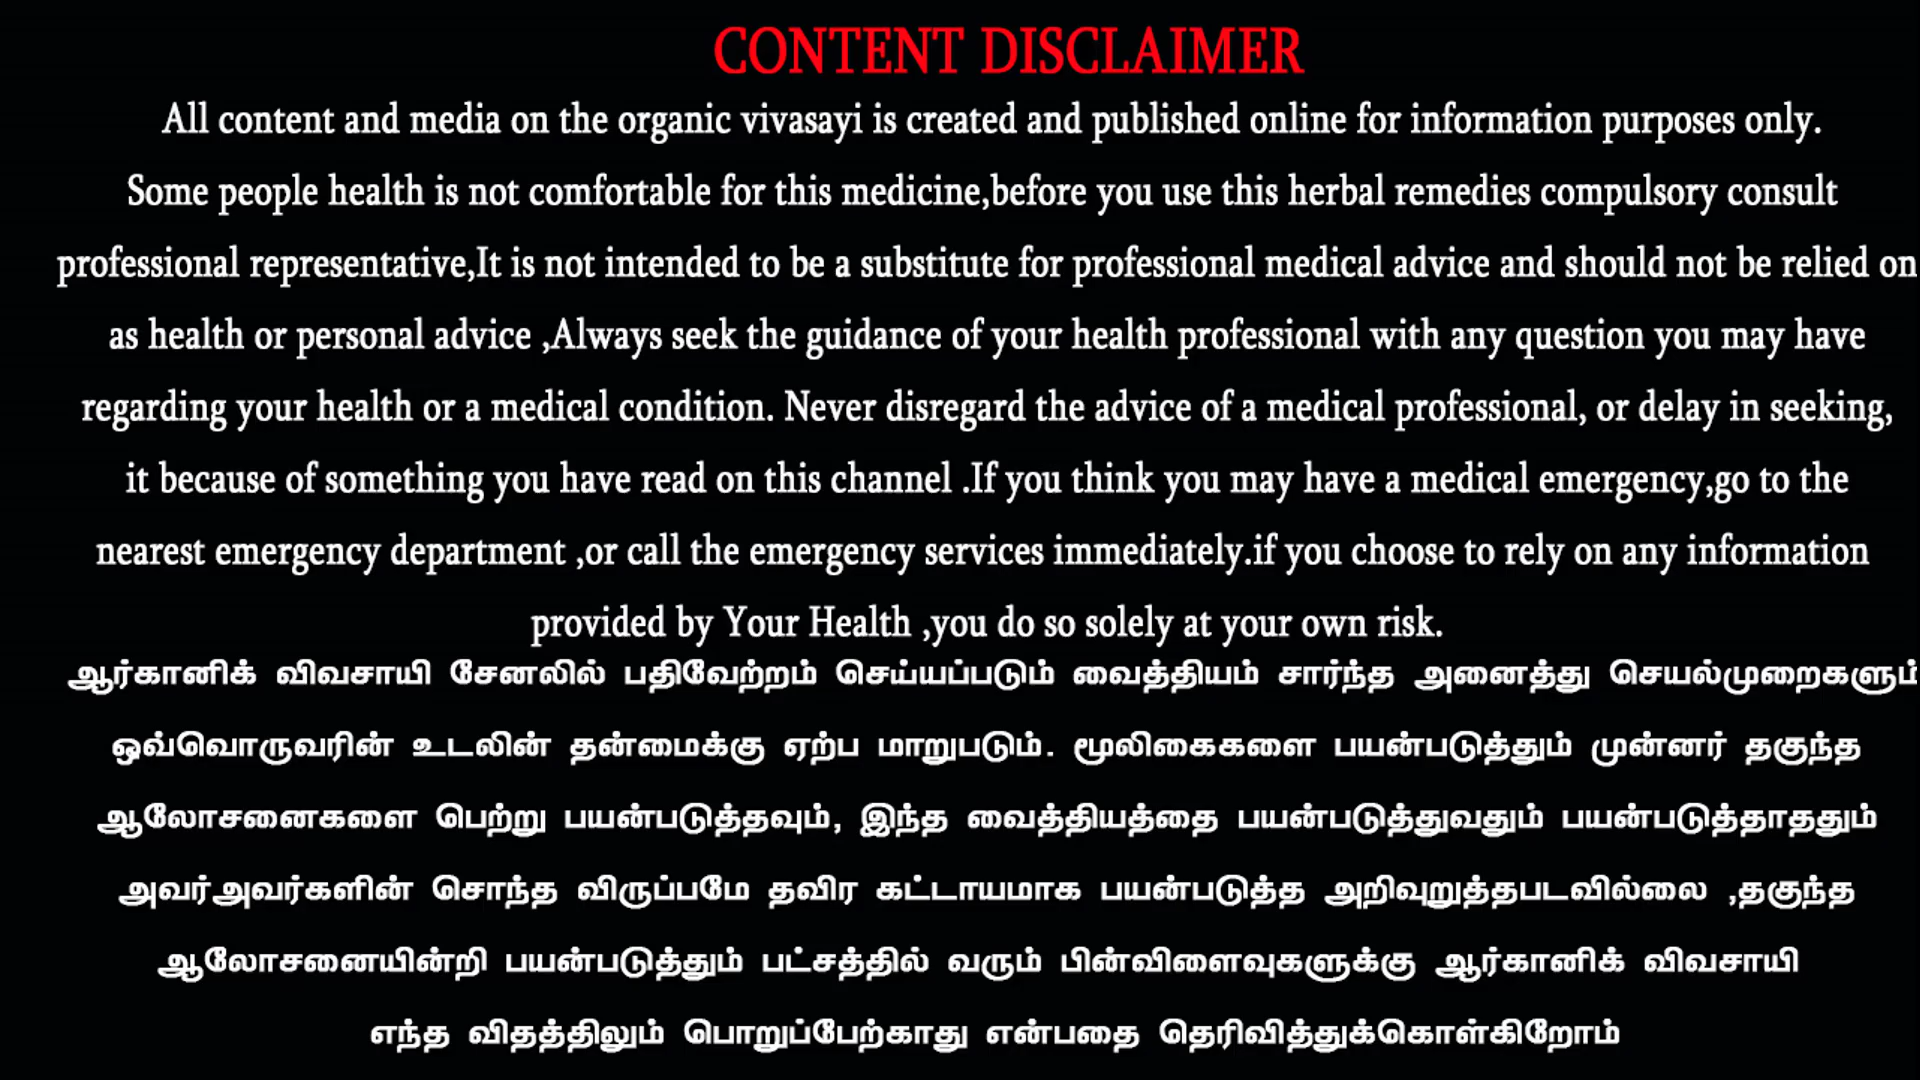 CONTENT DISCLAIMER
All content and media on the organic vivasayi is created and published online for information purposes only.
Some people health is not comfortable for this medicine,before you use this herbal remedies compulsory consult
professional representative,It is not intended to be a substitute for professional medical advice and should not be relied on
as health or personal advice ,Always seek the guidance of your health professional with any question you may have
regarding your health or a medical condition. Never disregard the advice of a medical professional, or delay in seeking,
it because of something you have read on this channel .If you think you may have a medical emergency,go to the
nearest emergency department ,or call the emergency services immediately.if you choose to rely on any information
provided by Your Health ,you do so solely at your own risk.
ஆர்கானிக் விவசாயி சேனலில் பதிவேற்றம் செய்யப்படும் வைத்தியம் சார்ந்த அனைத்து செயல்முறைகளும்
ஒவ்வொருவரின் உடலின் தன்மைக்கு ஏற்ப மாறுபடும். மூலிகைகளை பயன்படுத்தும் முன்னர் தகுந்த
ஆலோசனைகளை பெற்று பயன்படுத்தவும், இந்த வைத்தியத்தை பயன்படுத்துவதும் பயன்படுத்தாததும்
அவர்அவர்களின் சொந்த விருப்பமே தவிர கட்டாயமாக பயன்படுத்த அறிவுறுத்தபடவில்லை ,தகுந்த
ஆலோசனையின்றி பயன்படுத்தும் பட்சத்தில் வரும் பின்விளைவுகளுக்கு ஆர்கானிக் விவசாயி
எந்த விதத்திலும் பொறுப்பேற்காது என்பதை தெரிவித்துக்கொள்கிறோம்